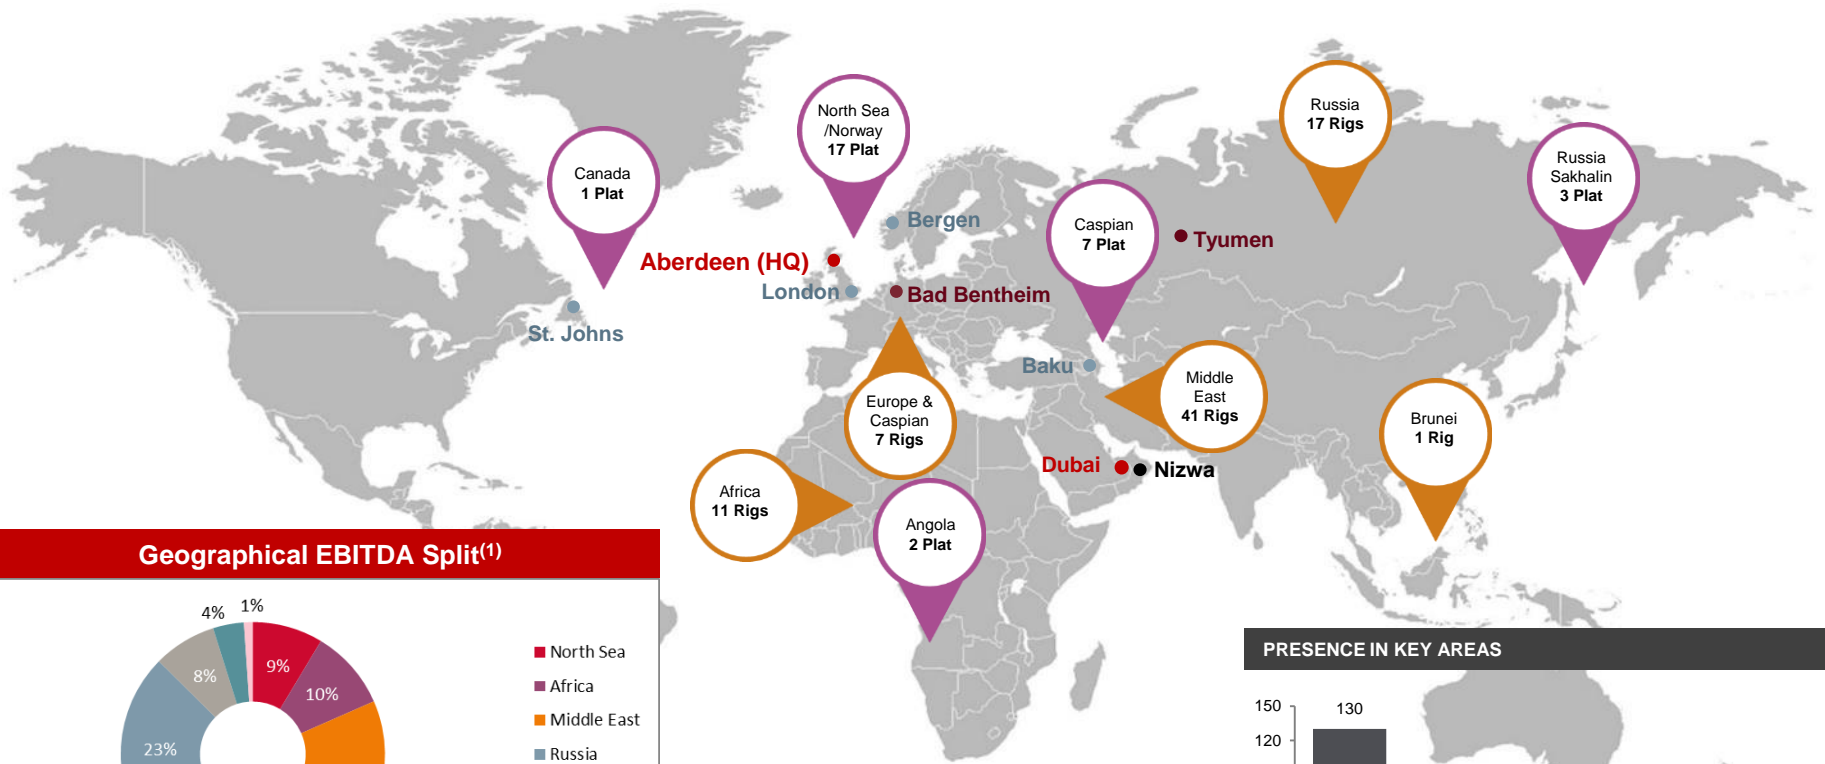 North Sea
/Norway
17 Plat
Russia
17 Rigs
Canada
1 Plat
Russia
Sakhalin
3 Plat
Bergen
Caspian
7 Plat
Tyumen
Aberdeen (HQ)
London
Bad Bentheim
St. Johns
Baku
Middle
East
41 Rigs
Europe &
Caspian
7 Rigs
Brunei
1 Rig
Dubai
Nizwa
Africa
11 Rigs
Angola
2 Plat
Geographical EBITDA Split(1)
4%
1%
9%
8%
10%
23%
North Sea
Africa
Middle East
Russia
PRESENCE IN KEY AREAS
150
130
120